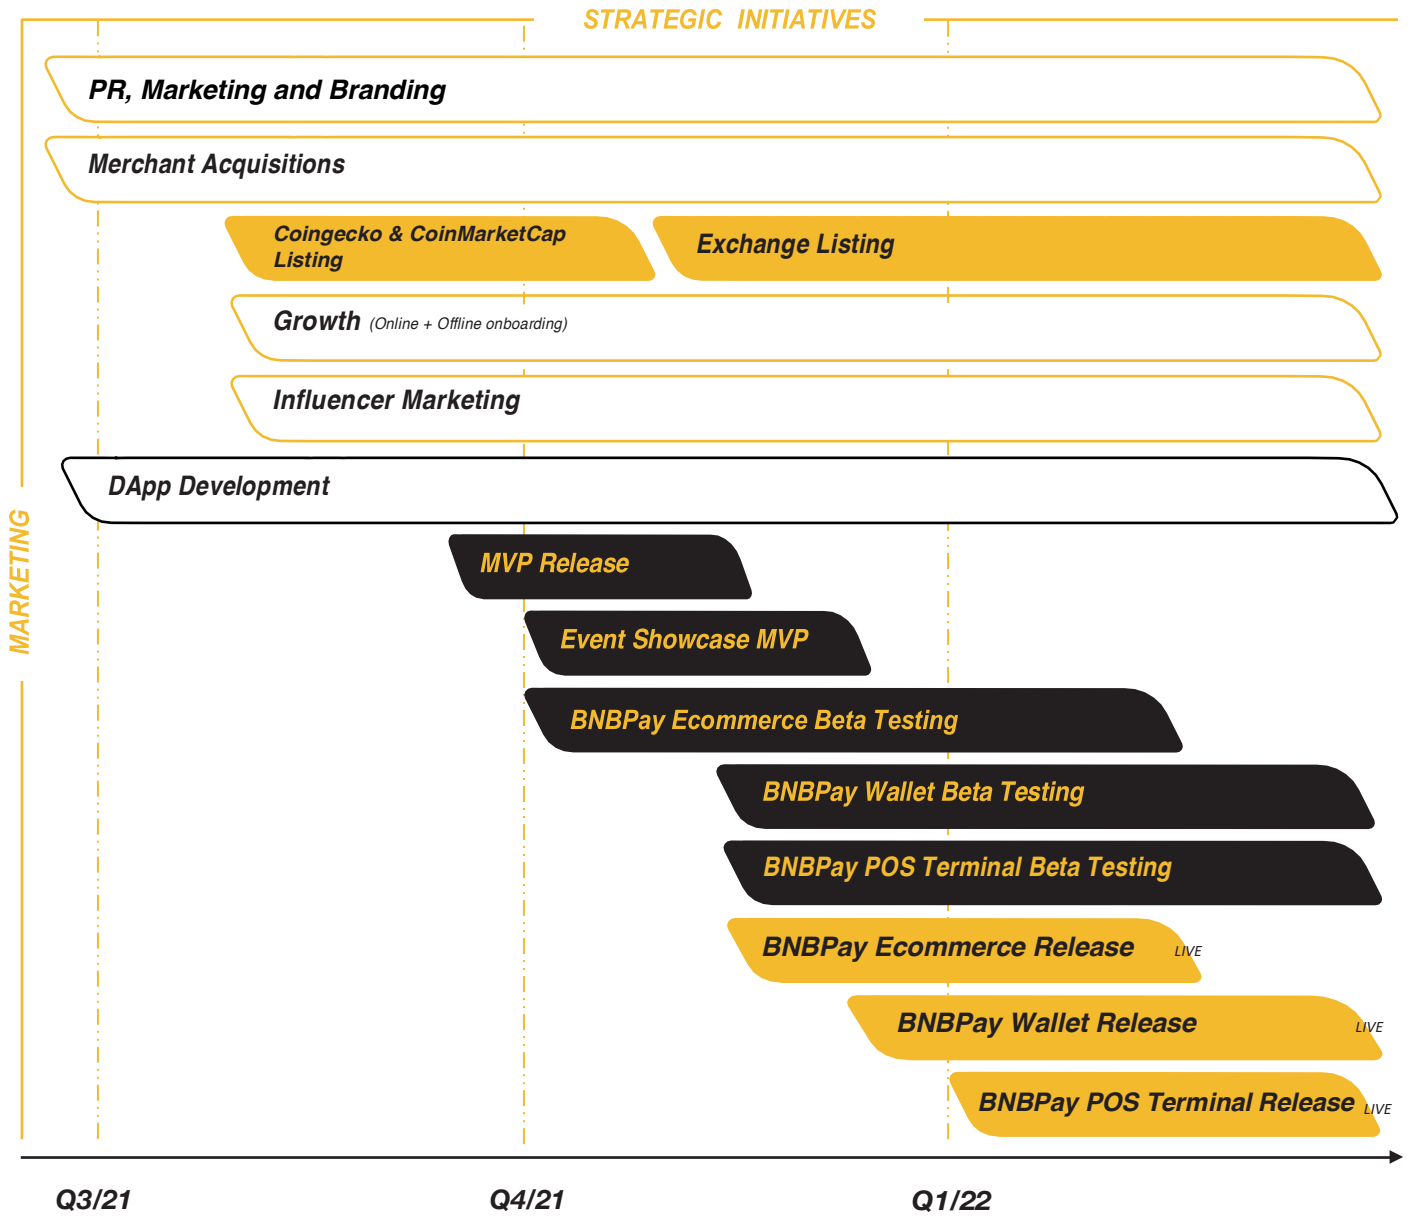 STRATEGIC INITIATIVES
PR, Marketing and Branding
Merchant Acquisitions
Coingecko & CoinMarketCap
Listing
Exchange Listing
Growth (Online + Offline onboarding)
Influencer Marketing
DApp Development
MARKETING
MVP Release
Event Showcase MVP
BNBPay Ecommerce Beta Testing
BNBPay Wallet Beta Testing
BNBPay POS Terminal Beta Testing
BNBPay Ecommerce Release LIVE
BNBPay Wallet Release LIVE
BNBPay POS Terminal Release LIVE
Q3/21 Q4/21 Q1/22